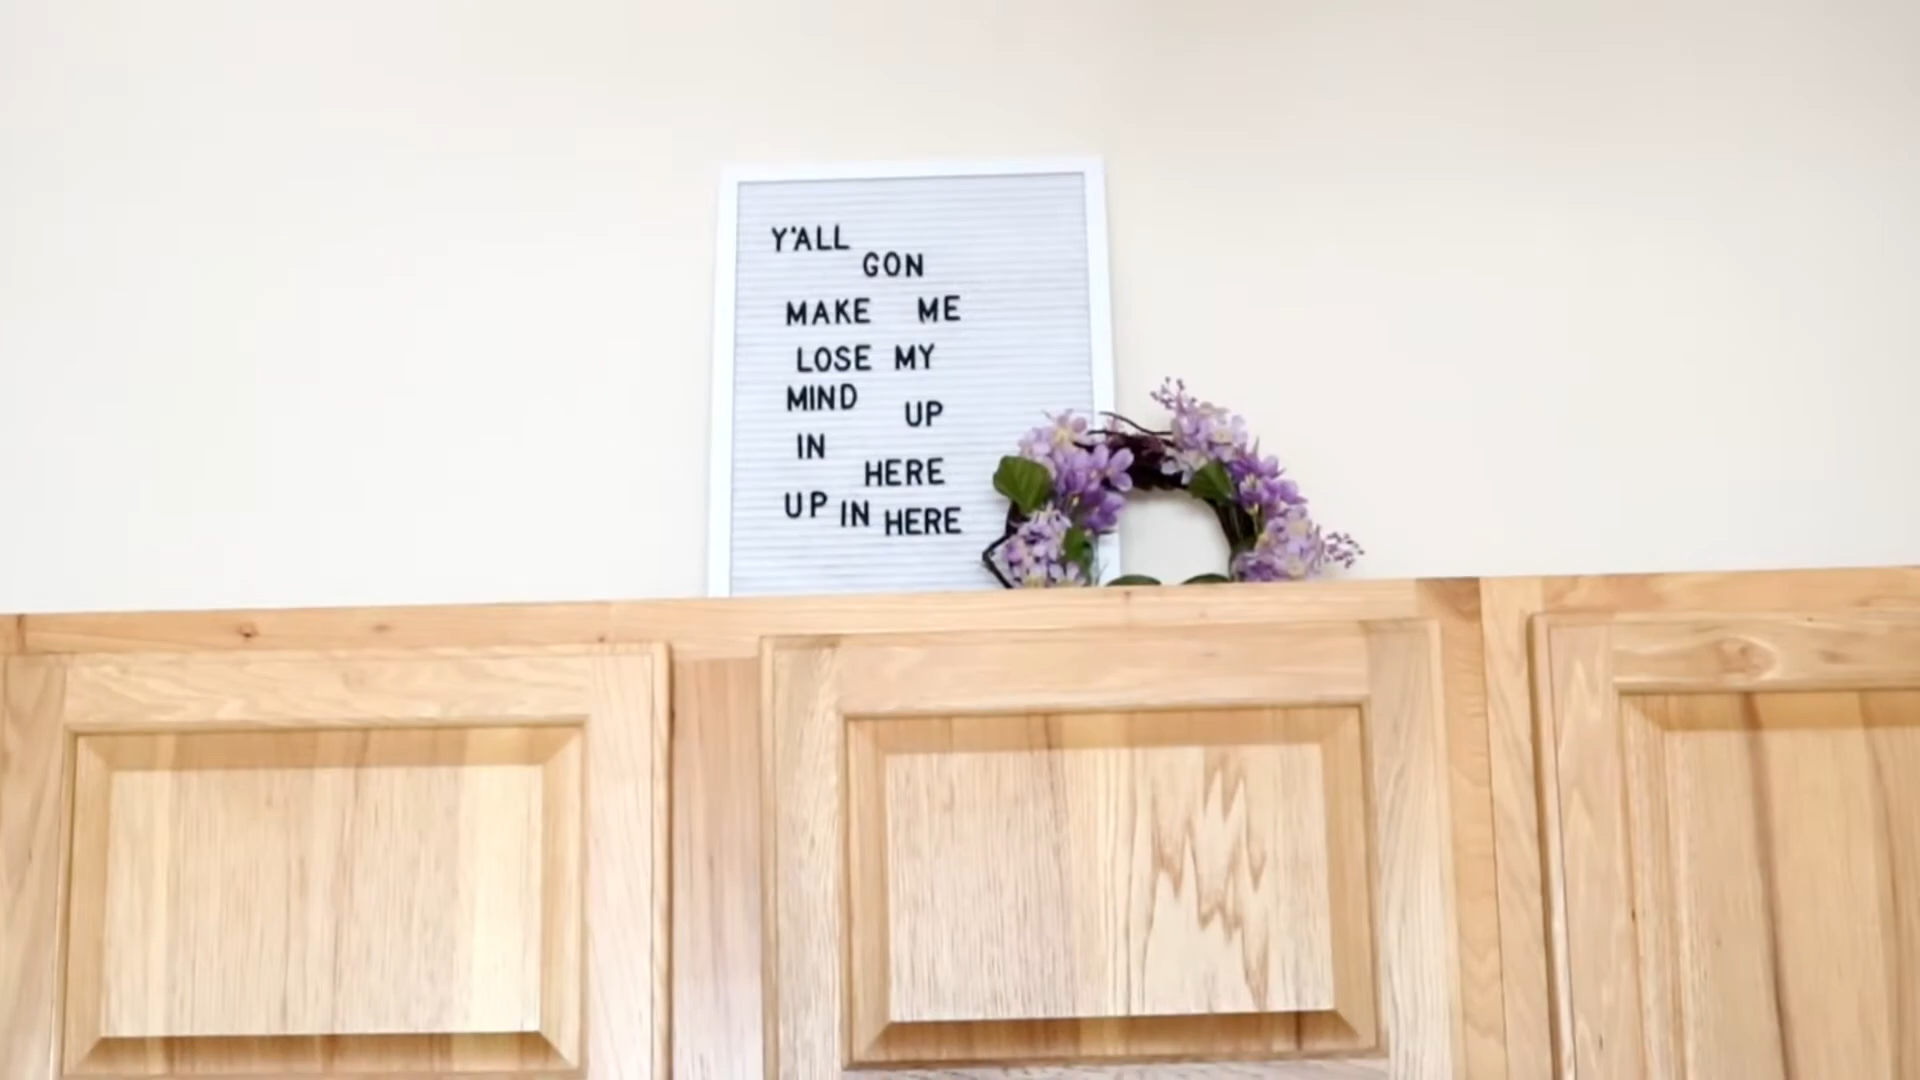 Y'ALL
GON
MAKE ME
LOSE MY
MIND UP
IN
HERE
UP IN HERE